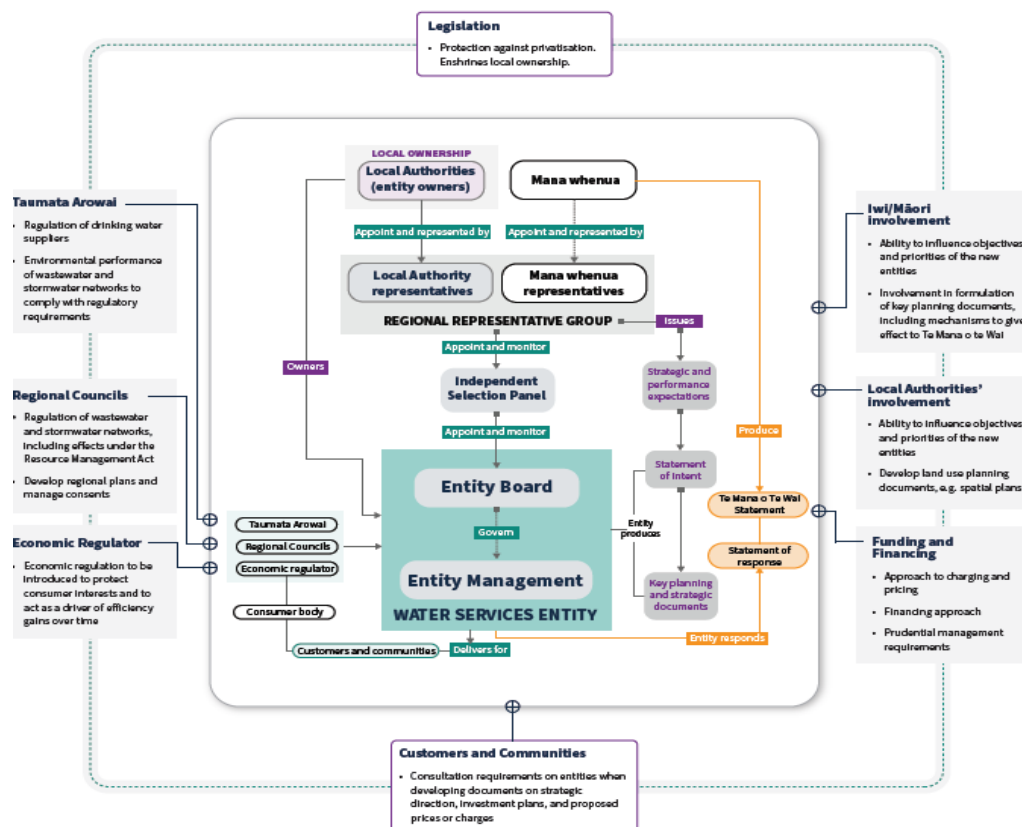 Legislation
• Protection against privatisation.
Enshrines local ownership.
LOCAL OWNERSHIP
Local Authorities
(entity owners)
Mana whenua
Appoint and represented by
Appoint and represented by
Local Authority
representatives
Mana whenua
representatives
REGIONAL REPRESENTATIVE GROUP
Issues
Appoint and monitor
Owners
Independent
Selection Panel
Strategic and
performance
expectations
Appoint and monitor
Produce
Entity Board
Statement
of Intent
Govern
Entity
produces
Te Mana o Te Wai
Statement
Statement of
response
Entity Management
Key planning
and strategic
documents
WATER SERVICES ENTITY
Entity responds
Taumata Arowai
Regional Councils
Economic regulator
Consumer body
Customers and communities
Delivers for
Taumata Arowai
• Regulation of drinking water
suppliers
• Environmental performance
of wastewater and
stormwater networks to
comply with regulatory
requirements
Regional Councils
• Regulation of wastewater
and stormwater networks,
including effects under the
Resource Management Act
• Develop regional plans and
manage consents
Economic Regulator
• Economic regulation to be
introduced to protect
consumer interests and to
act as a driver of efficiency
gains over time
Iwi/Māori
involvement
• Ability to influence objectives
and priorities of the new
entities
• Involvement in formulation
of key planning documents,
including mechanisms to give
effect to Te Mana o te Wai
Local Authorities'
involvement
• Ability to influence objectives
and priorities of the new
entities
• Develop land use planning
documents, e.g. spatial plans
Funding and
Financing
• Approach to charging and
pricing
• Financing approach
• Prudential management
requirements
Customers and Communities
• Consultation requirements on entities when
developing documents on strategic
direction, investment plans, and proposed
prices or charges